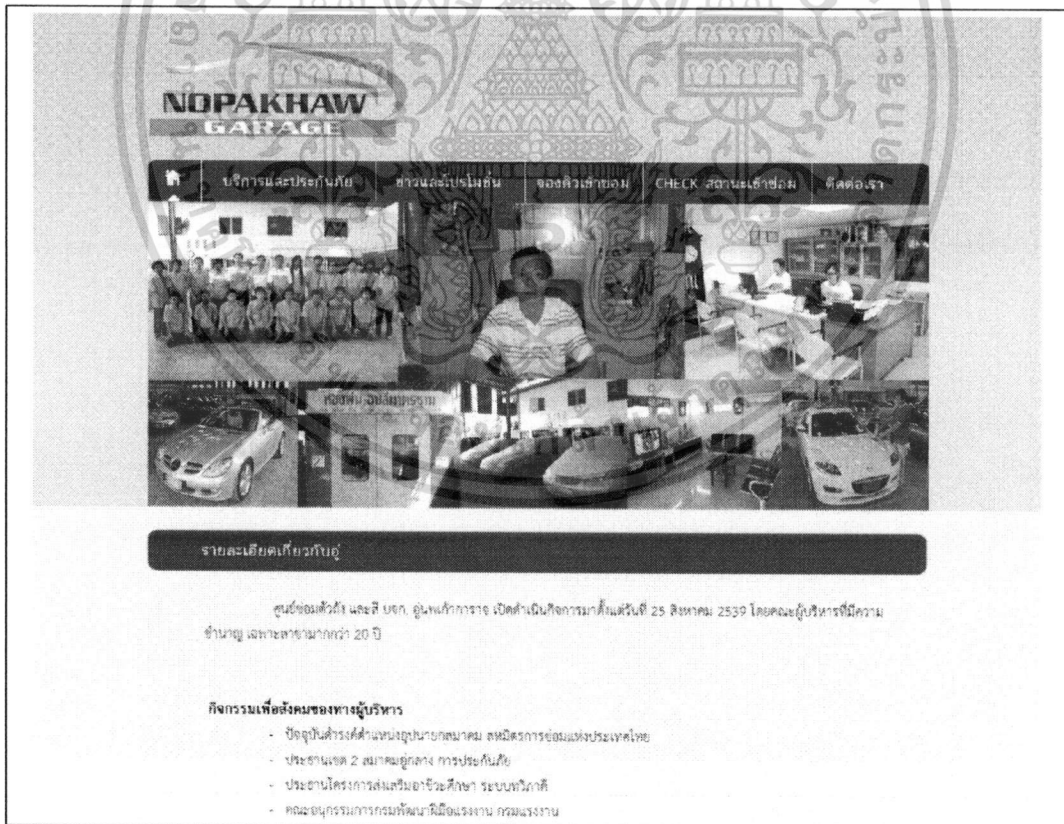 NOPAKHAW
GARAGE
บริการและประกันภัย ข่าวและโปรโมชั่น จองคิวเข้าซ่อม CHECK สถานะเข้าซ่อม ติดต่อเรา
รายละเอียดเกี่ยวกับอู่
ศูนย์ซ่อมตัวถัง และสี บจก. อู่นพเก้าการาจ เปิดดำเนินกิจการมาตั้งแต่วันที่ 25 สิงหาคม 2539 โดยคณะผู้บริหารที่มีความ
ชำนาญ เฉพาะสาขามากกว่า 20 ปี
กิจกรรมเพื่อสังคมของทางผู้บริหาร
- ปัจจุบันดำรงค์ตำแหน่งอุปนายกสมาคม สหมิตรการซ่อมแห่งประเทศไทย
- ประธานเขต 2 สมาคมอู่กลาง การประกันภัย
- ประธานโครงการส่งเสริมอาชีวะศึกษา ระบบทวิภาคี
- คณะอนุกรรมการกรมพัฒนาฝีมือแรงงาน กรมแรงงาน